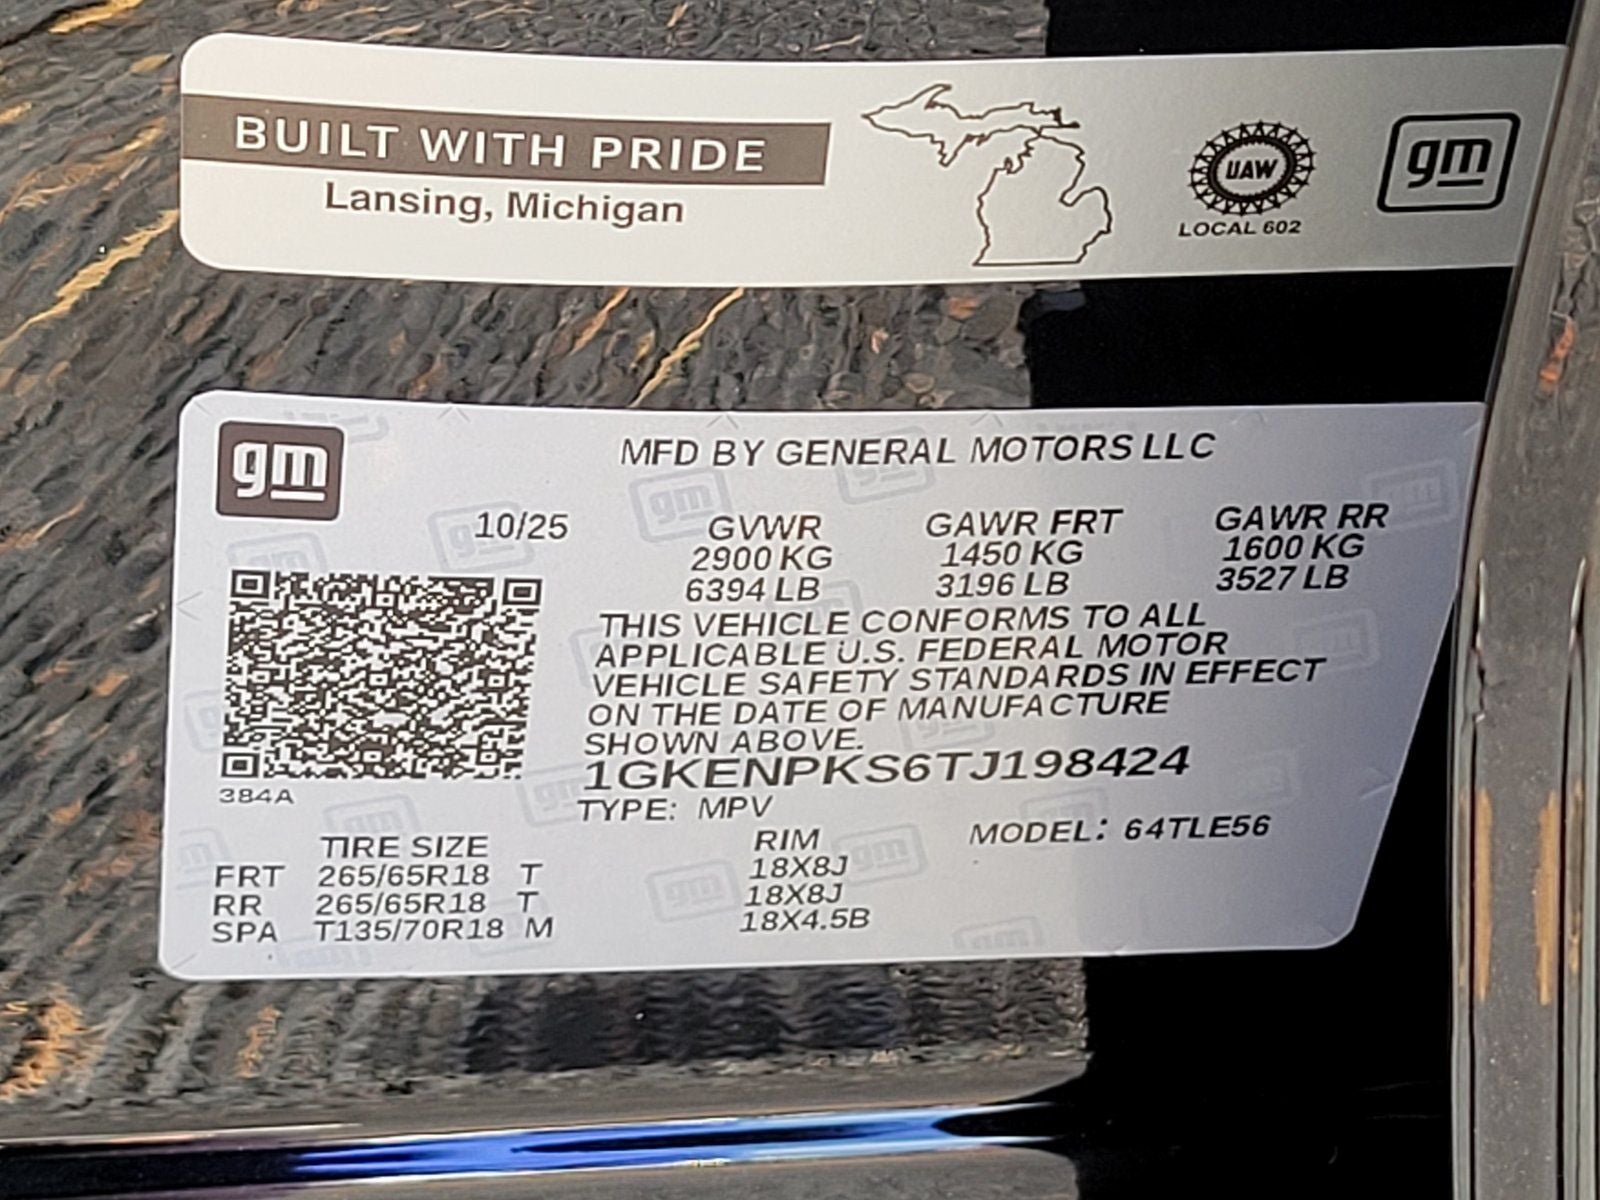 BUILT WITH PRIDE
Lansing, Michigan
UAW
LOCAL 602
gm
gm
MFD BY GENERAL MOTORS LLC
10/25 GVWR GAWR FRT GAWR RR
2900 KG 1450 KG 1600 KG
6394 LB 3196 LB 3527 LB
THIS VEHICLE CONFORMS TO ALL
APPLICABLE U.S. FEDERAL MOTOR
VEHICLE SAFETY STANDARDS IN EFFECT
ON THE DATE OF MANUFACTURE
SHOWN ABOVE.
1GKENPKS6TJ198424
384A
TYPE: MPV
TIRE SIZE RIM MODEL: 64TLE56
FRT 265/65R18 T 18X8J
RR 265/65R18 T 18X8J
SPA T135/70R18 M 18X4.5B